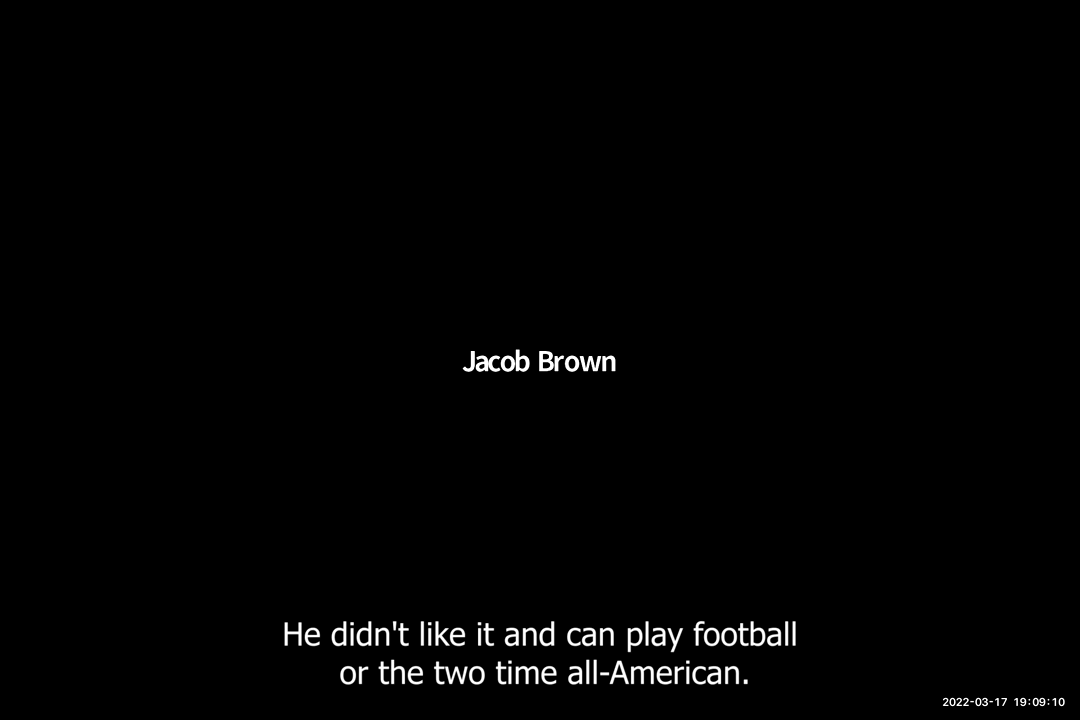 Jacob Brown
He didn't like it and can play football
or the two time all-American.
2022-03-17 19:09:10